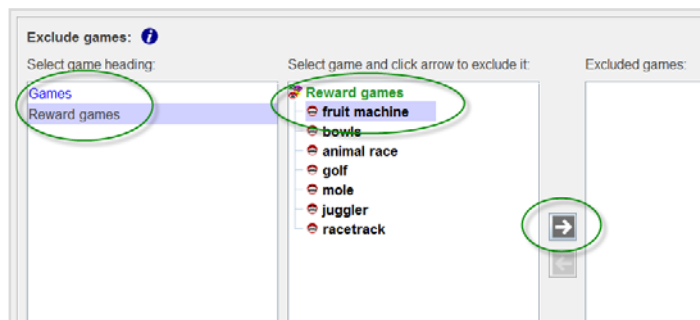 Exclude games:
Select game heading:
Select game and click arrow to exclude it:
Excluded games:
Games
Reward games
Reward games
fruit machine
bowls
animal race
golf
mole
juggler
racetrack